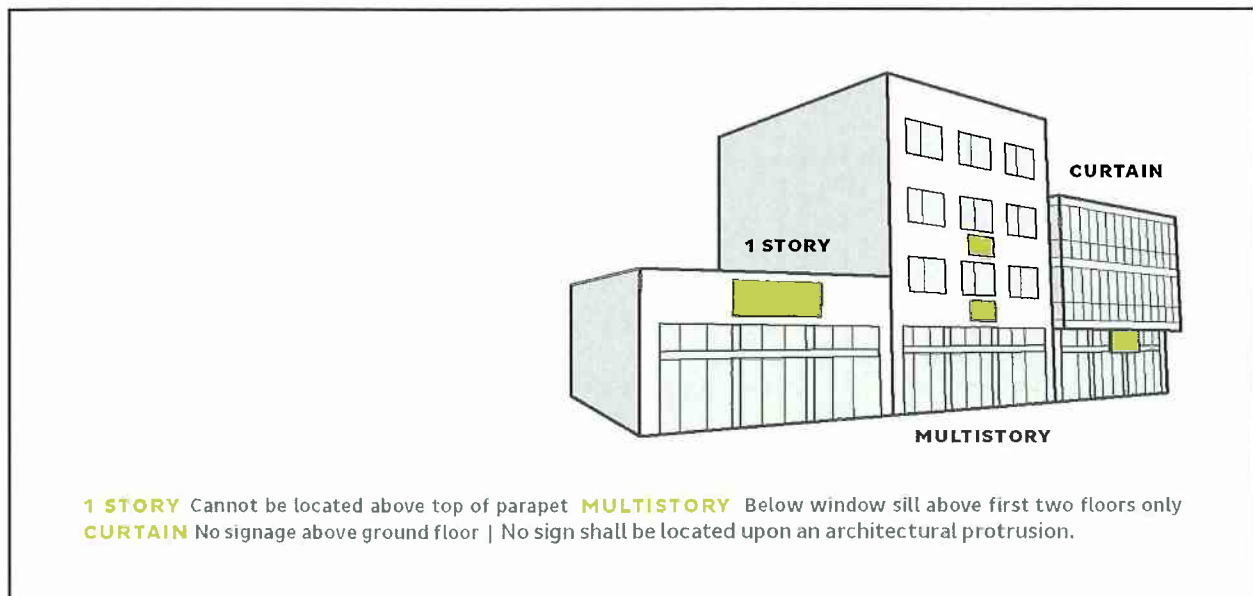 CURTAIN
1 STORY
MULTISTORY
1 STORY Cannot be located above top of parapet MULTISTORY Below window sill above first two floors only
CURTAIN No signage above ground floor | No sign shall be located upon an architectural protrusion.